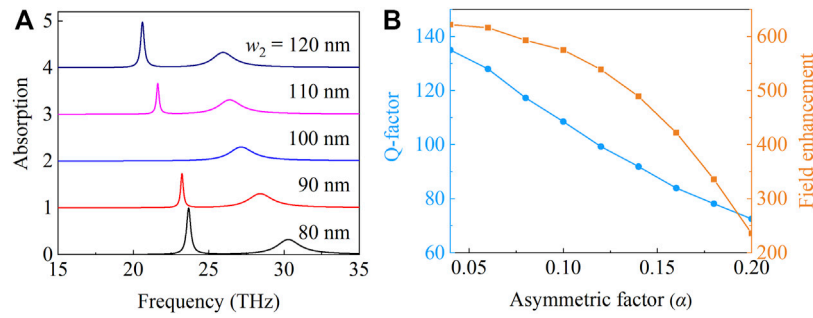 A
5
4
3
2
1
0
Absorption
w₂ = 120 nm
110 nm
100 nm
90 nm
80 nm
15 20 25 30 35
Frequency (THz)
B
140
120
100
80
60
Q-factor
600
500
400
300
200
Field enhancement
0.05 0.10 0.15 0.20
Asymmetric factor (α)